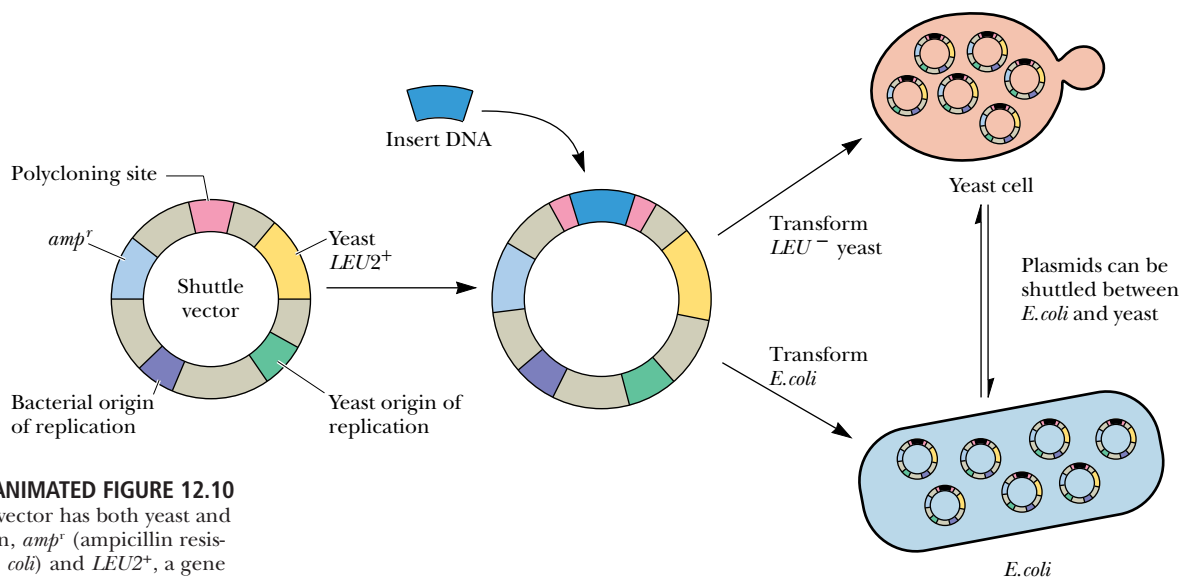 Insert DNA
Polycloning site
amp^r
Yeast
LEU2⁺
Shuttle
vector
Bacterial origin
of replication
Yeast origin of
replication
Transform
LEU⁻ yeast
Transform
E.coli
Yeast cell
Plasmids can be
shuttled between
E.coli and yeast
E.coli
ANIMATED FIGURE 12.10
vector has both yeast and
n, amp^r (ampicillin resis-
coli) and LEU2⁺, a gene